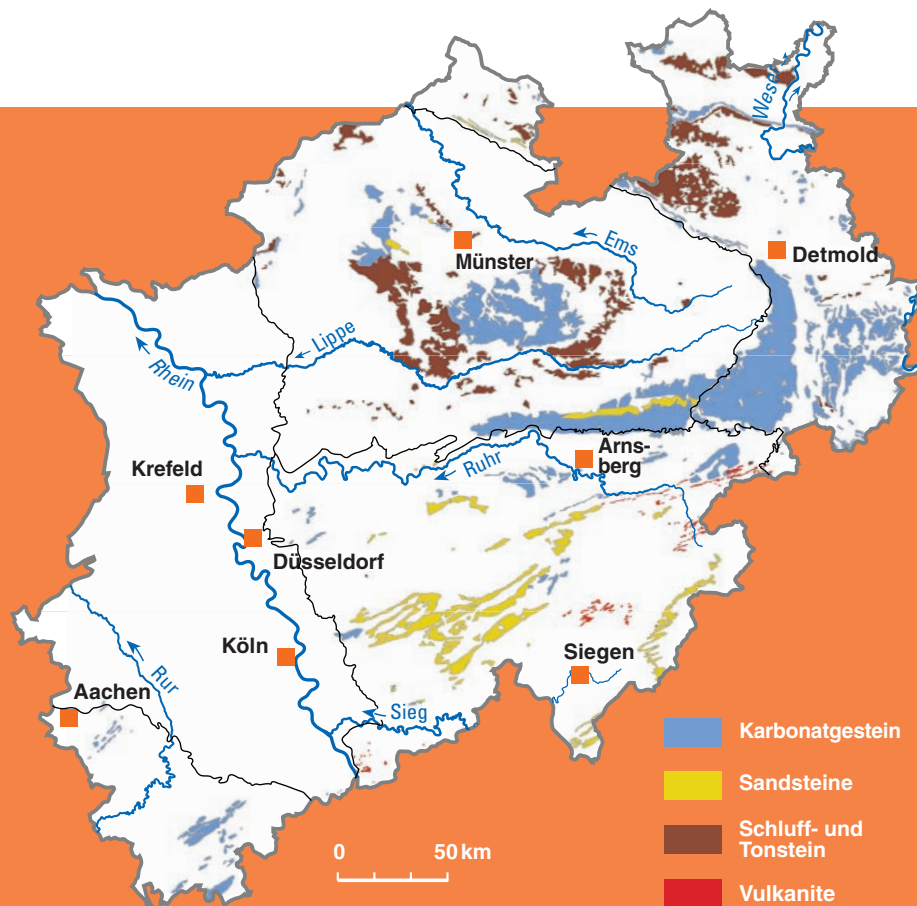 Weser
Ems
Münster
Detmold
Lippe
Rhein
Arns-
berg
Ruhr
Krefeld
Düsseldorf
Köln
Siegen
Rur
Aachen
Sieg
Karbonatgestein
Sandsteine
Schluff- und
Tonstein
Vulkanite
0 50 km